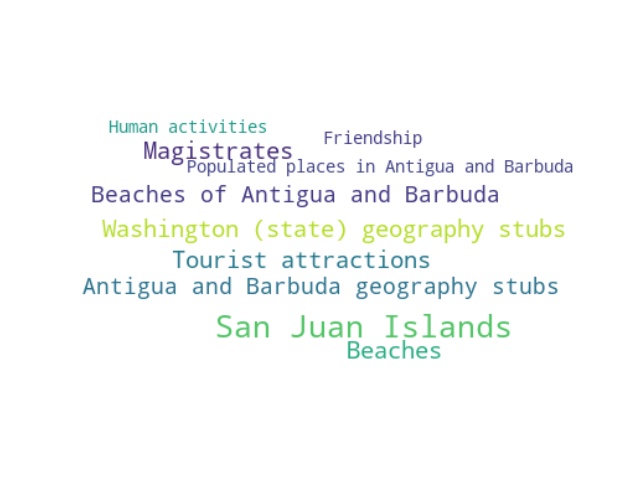 Human activities
Friendship
Magistrates
Populated places in Antigua and Barbuda
Beaches of Antigua and Barbuda
Washington (state) geography stubs
Tourist attractions
Antigua and Barbuda geography stubs
San Juan Islands
Beaches